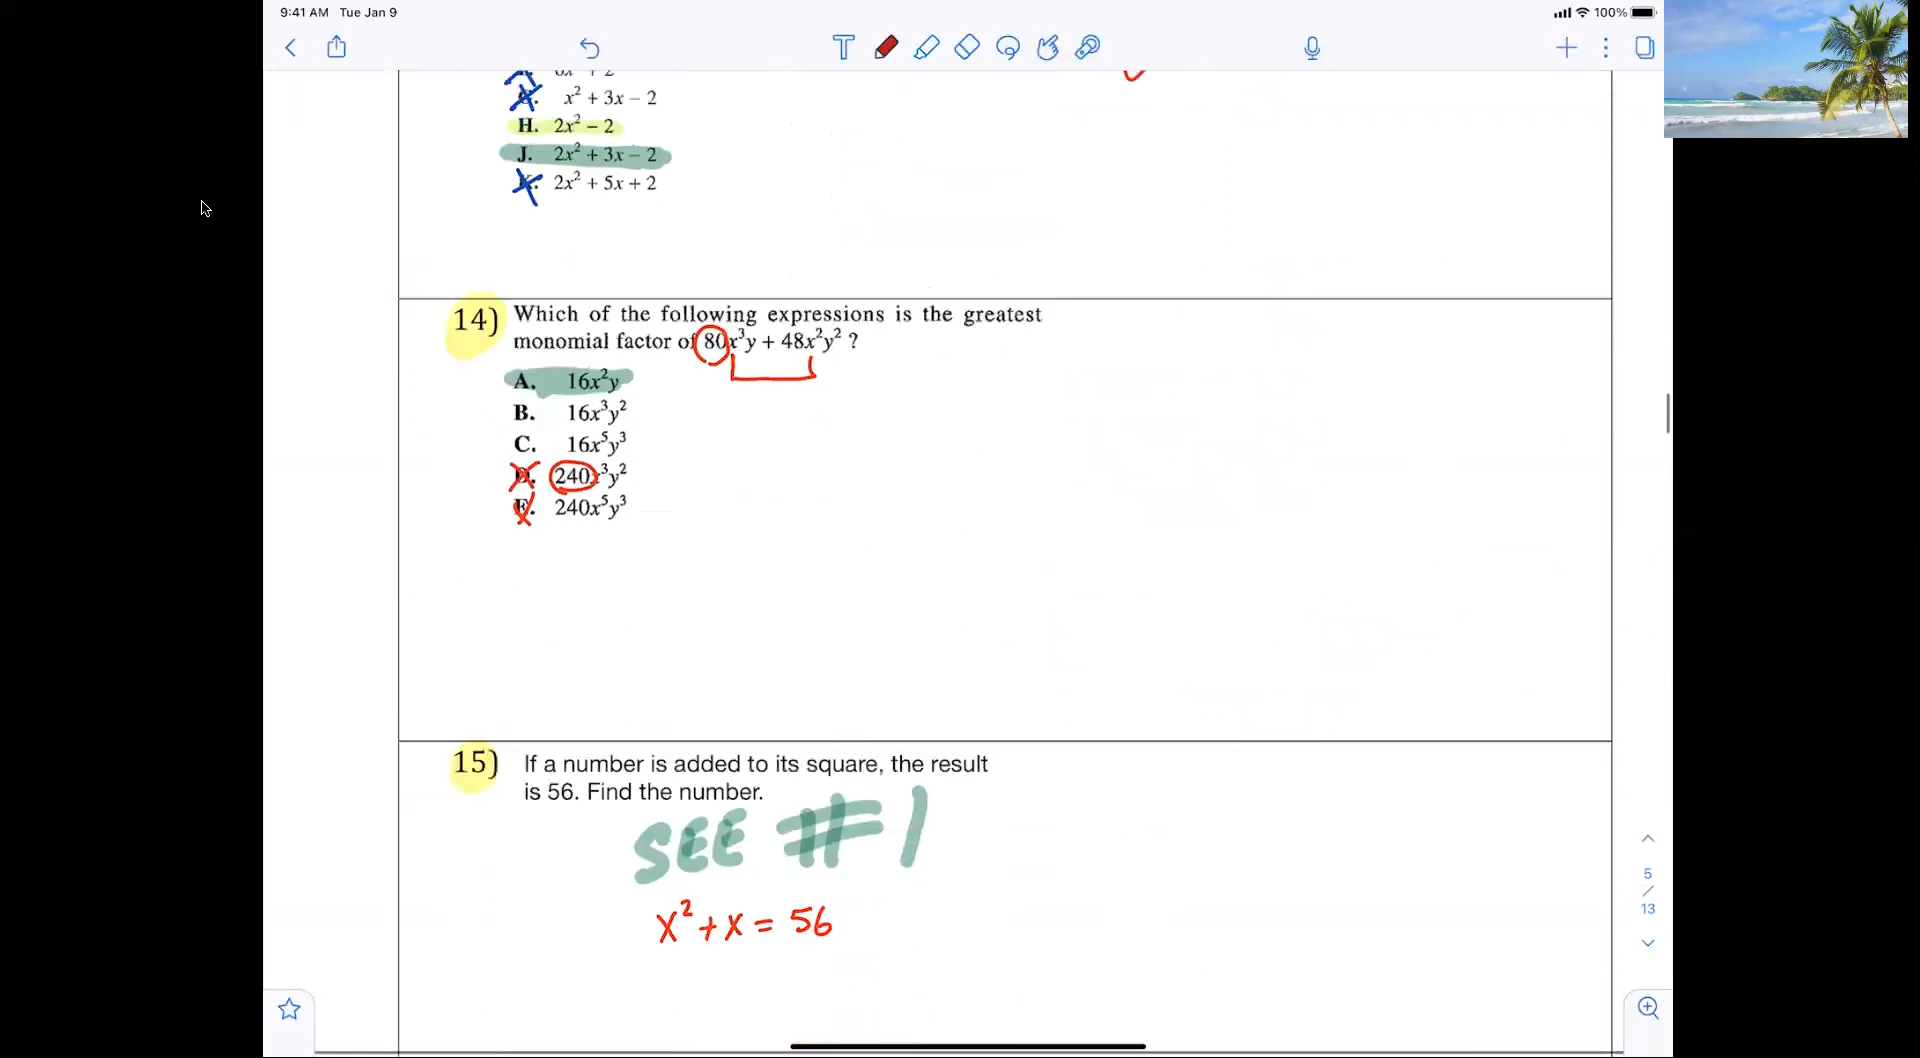 9:41 AM Tue Jan 9
100%
x² + 3x − 2
H. 2x² − 2
J. 2x² + 3x − 2
2x² + 5x + 2
14) Which of the following expressions is the greatest
monomial factor of 80x³y + 48x²y² ?
A. 16x²y
B. 16x³y²
C. 16x⁵y³
D. 240x³y²
E. 240x⁵y³
15) If a number is added to its square, the result
is 56. Find the number.
SEE #1
x² + x = 56
5
/
13